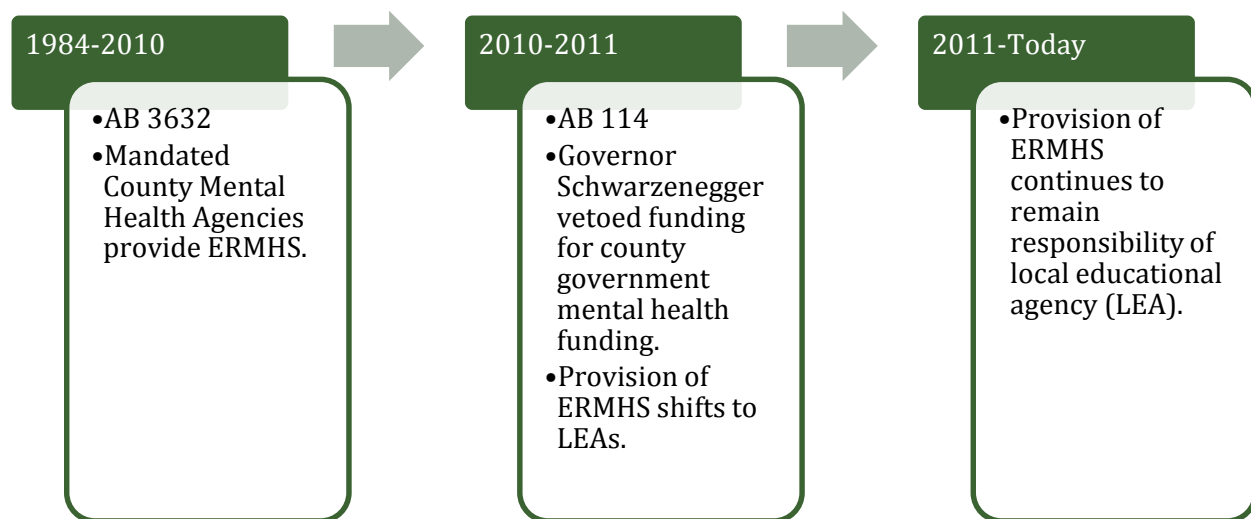 1984-2010
•AB 3632
•Mandated
County Mental
Health Agencies
provide ERMHS.
2010-2011
•AB 114
•Governor
Schwarzenegger
vetoed funding
for county
government
mental health
funding.
•Provision of
ERMHS shifts to
LEAs.
2011-Today
•Provision of
ERMHS
continues to
remain
responsibility of
local educational
agency (LEA).